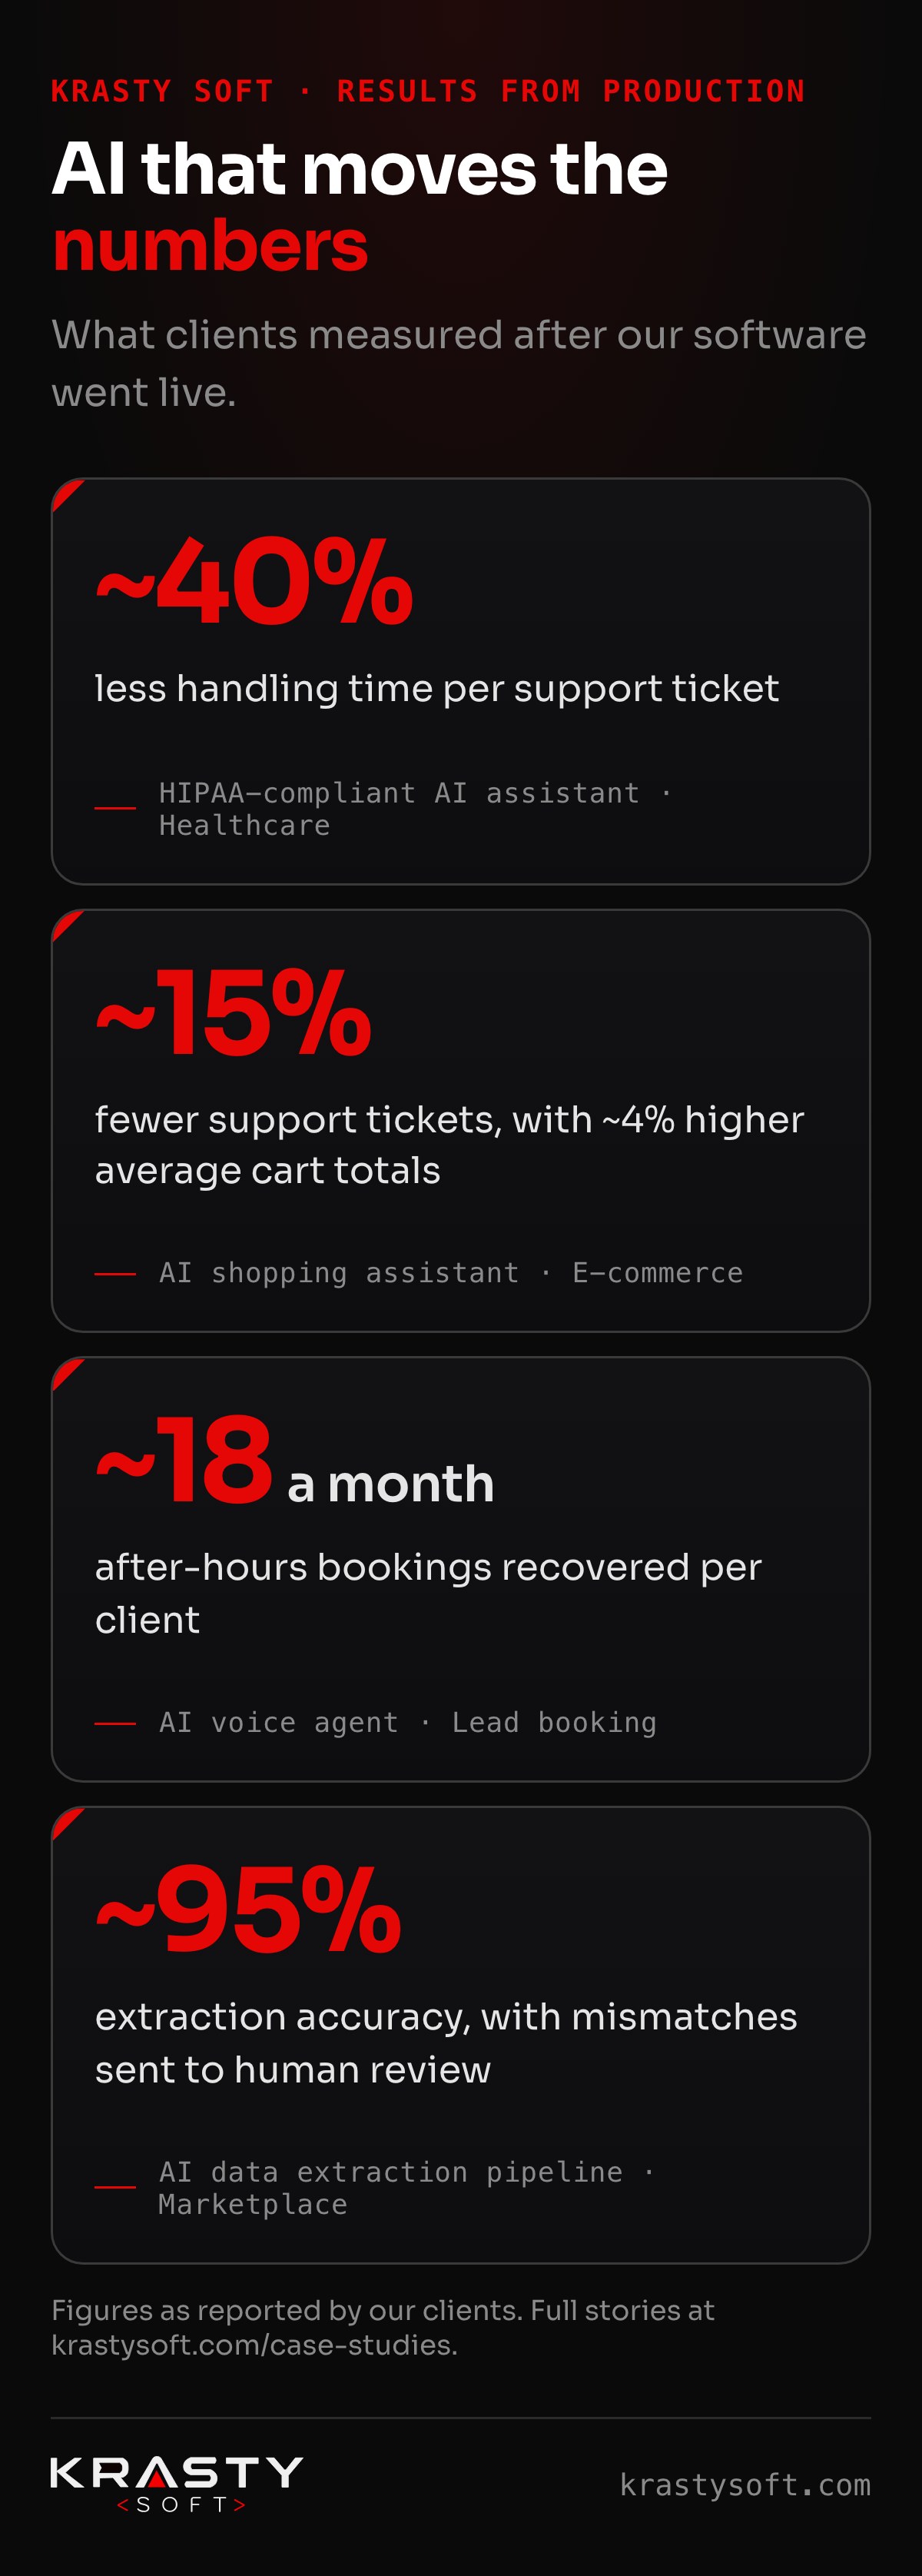 KRASTY SOFT · RESULTS FROM PRODUCTION
AI that moves the
numbers
What clients measured after our software
went live.
~40%
less handling time per support ticket
HIPAA-compliant AI assistant ·
Healthcare
~15%
fewer support tickets, with ~4% higher
average cart totals
AI shopping assistant · E-commerce
~18 a month
after-hours bookings recovered per
client
AI voice agent · Lead booking
~95%
extraction accuracy, with mismatches
sent to human review
AI data extraction pipeline ·
Marketplace
Figures as reported by our clients. Full stories at
krastysoft.com/case-studies.
KRASTY
<SOFT>
krastysoft.com